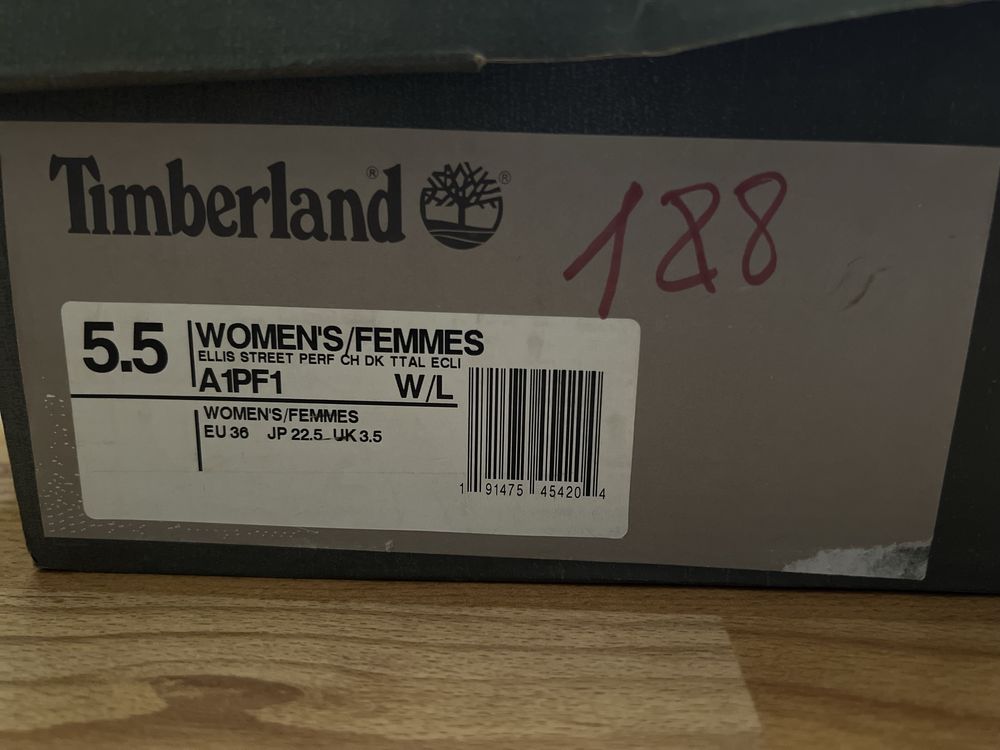 Timberland® ®
188
5.5
WOMEN'S/FEMMES
ELLIS STREET PERF CH DK TTAL ECLI
A1PF1 W/L
WOMEN'S/FEMMES
EU 36 JP 22.5 UK 3.5
1 91475 45420 4